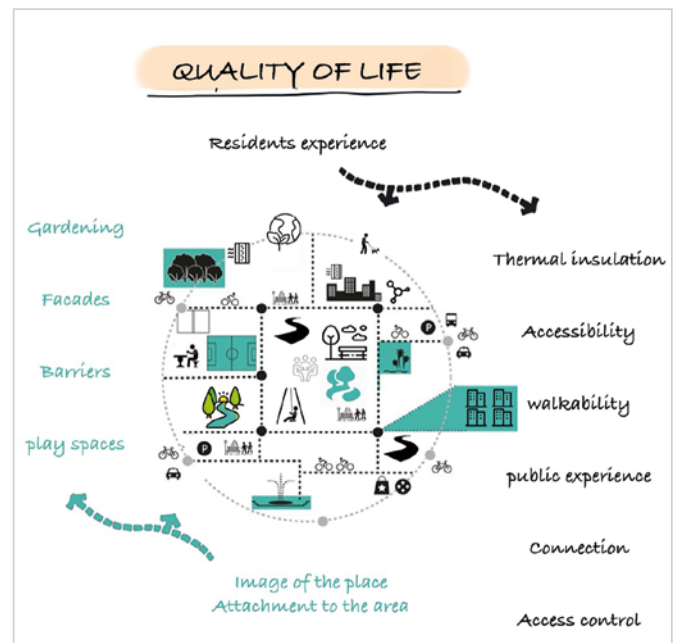 QUALITY OF LIFE
Residents experience
Gardening
Facades
Barriers
play spaces
Thermal insulation
Accessibility
walkability
public experience
Connection
Access control
P
P
Image of the place
Attachment to the area